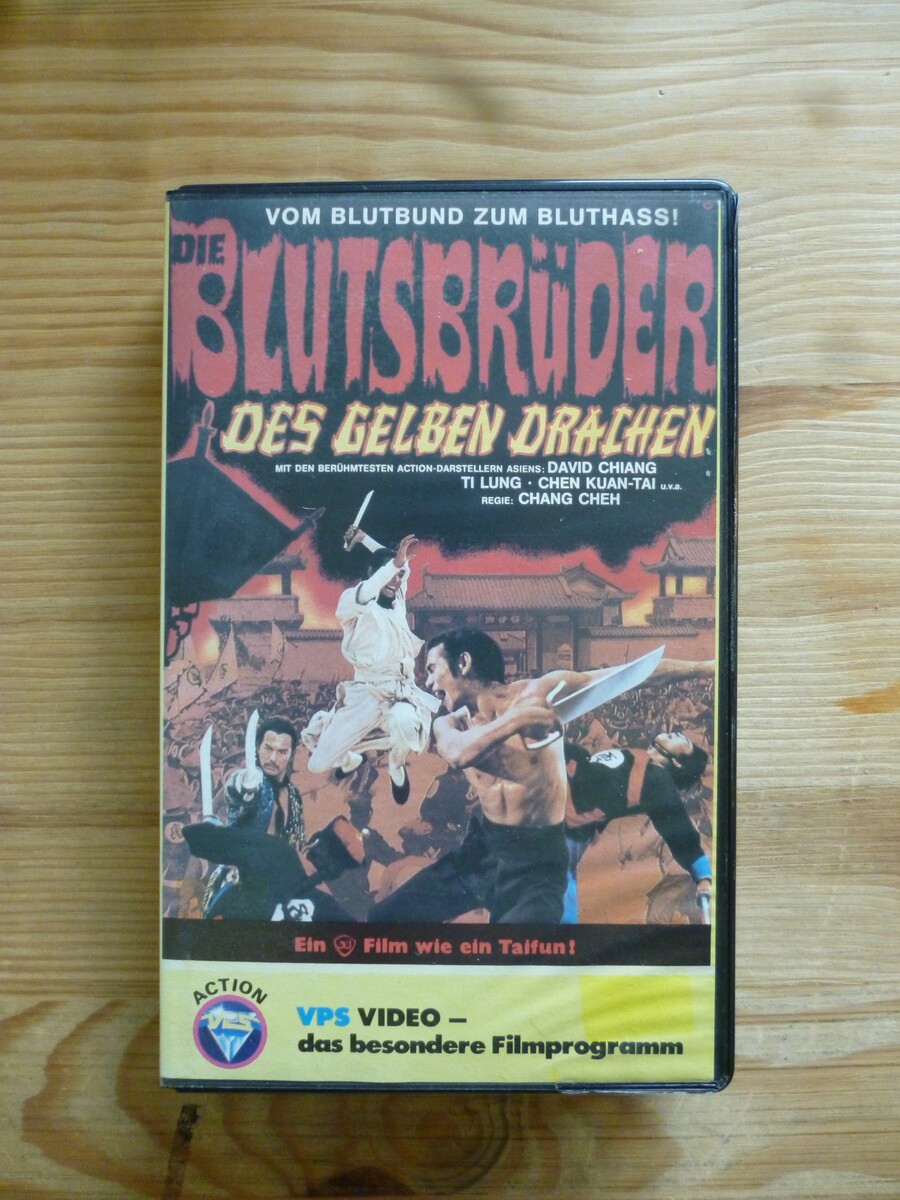 VOM BLUTBUND ZUM BLUTHASS!
DIE
BLUTSBRÜDER
DES GELBEN DRACHEN
MIT DEN BERÜHMTESTEN ACTION-DARSTELLERN ASIENS: DAVID CHIANG
TI LUNG · CHEN KUAN-TAI u.v.a.
REGIE: CHANG CHEH
Ein SB Film wie ein Taifun!
ACTION
VPS
VPS VIDEO –
das besondere Filmprogramm